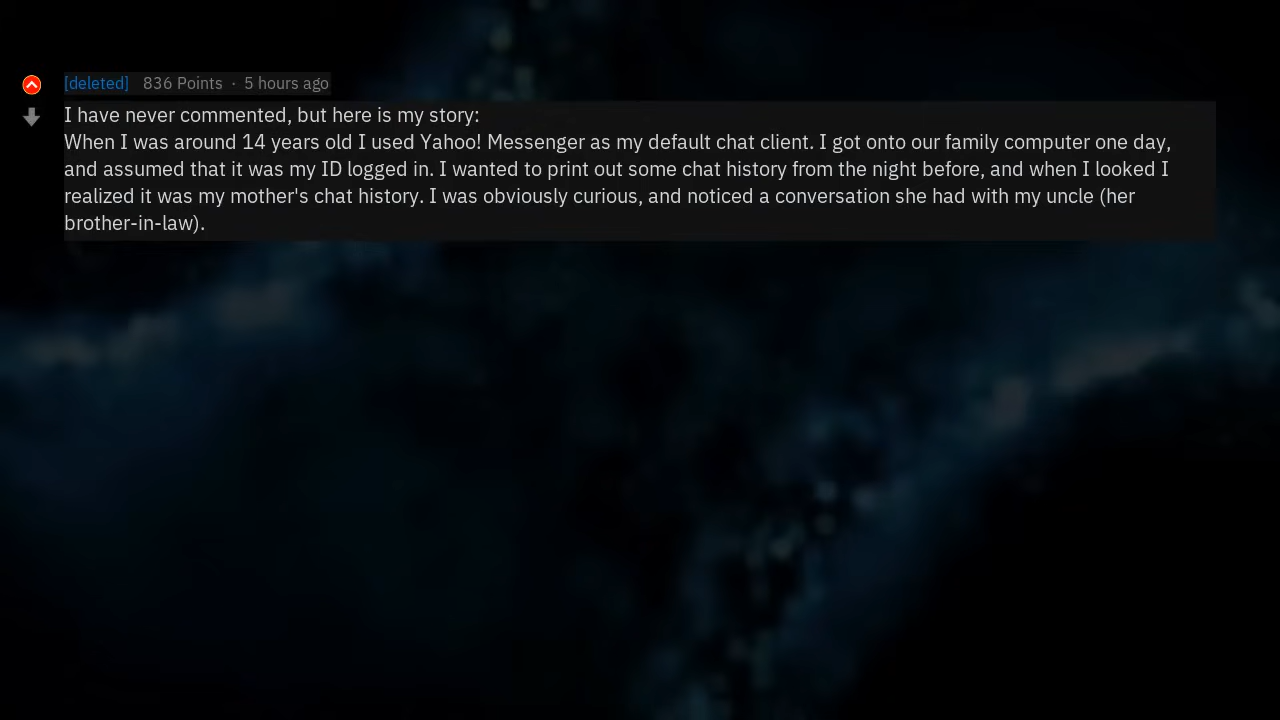 [deleted] 836 Points · 5 hours ago
I have never commented, but here is my story:
When I was around 14 years old I used Yahoo! Messenger as my default chat client. I got onto our family computer one day,
and assumed that it was my ID logged in. I wanted to print out some chat history from the night before, and when I looked I
realized it was my mother's chat history. I was obviously curious, and noticed a conversation she had with my uncle (her
brother-in-law).